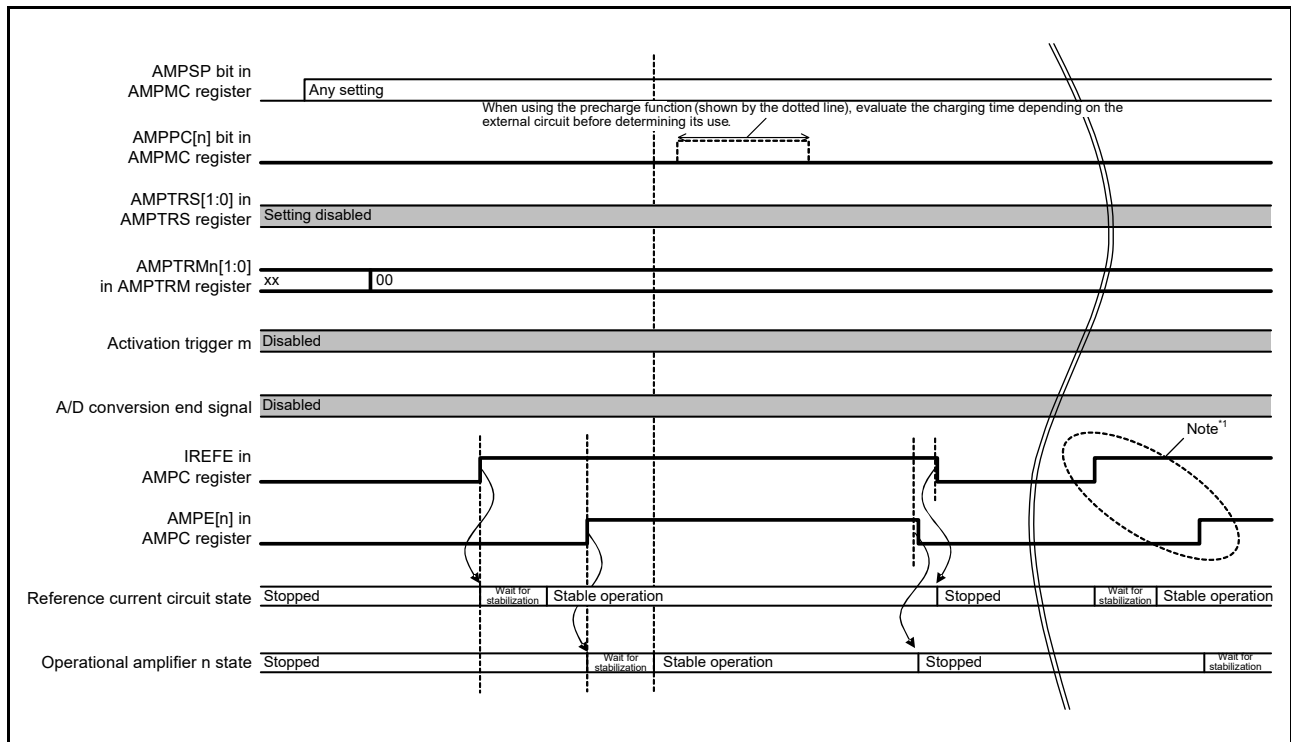 AMPSP bit in
AMPMC register
Any setting
When using the precharge function (shown by the dotted line), evaluate the charging time depending on the
external circuit before determining its use.
AMPPC[n] bit in
AMPMC register
AMPTRS[1:0] in
AMPTRS register
Setting disabled
AMPTRMn[1:0]
in AMPTRM register
xx
00
Activation trigger m
Disabled
A/D conversion end signal
Disabled
Note*1
IREFE in
AMPC register
AMPE[n] in
AMPC register
Reference current circuit state
Stopped
Wait for
stabilization
Stable operation
Stopped
Wait for
stabilization
Stable operation
Operational amplifier n state
Stopped
Wait for
stabilization
Stable operation
Stopped
Wait for
stabilization